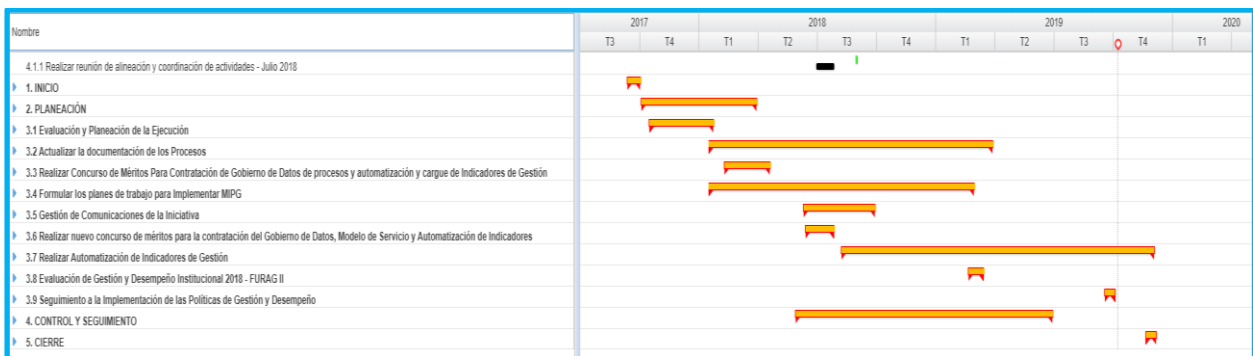 Nombre
2017 2018 2019 2020
T3 T4 T1 T2 T3 T4 T1 T2 T3 T4 T1
4.1.1 Realizar reunión de alineación y coordinación de actividades - Julio 2018
1. INICIO
2. PLANEACIÓN
3.1 Evaluación y Planeación de la Ejecución
3.2 Actualizar la documentación de los Procesos
3.3 Realizar Concurso de Méritos Para Contratación de Gobierno de Datos de procesos y automatización y cargue de Indicadores de Gestión
3.4 Formular los planes de trabajo para Implementar MIPG
3.5 Gestión de Comunicaciones de la Iniciativa
3.6 Realizar nuevo concurso de méritos para la contratación del Gobierno de Datos, Modelo de Servicio y Automatización de Indicadores
3.7 Realizar Automatización de Indicadores de Gestión
3.8 Evaluación de Gestión y Desempeño Institucional 2018 - FURAG II
3.9 Seguimiento a la Implementación de las Políticas de Gestión y Desempeño
4. CONTROL Y SEGUIMIENTO
5. CIERRE